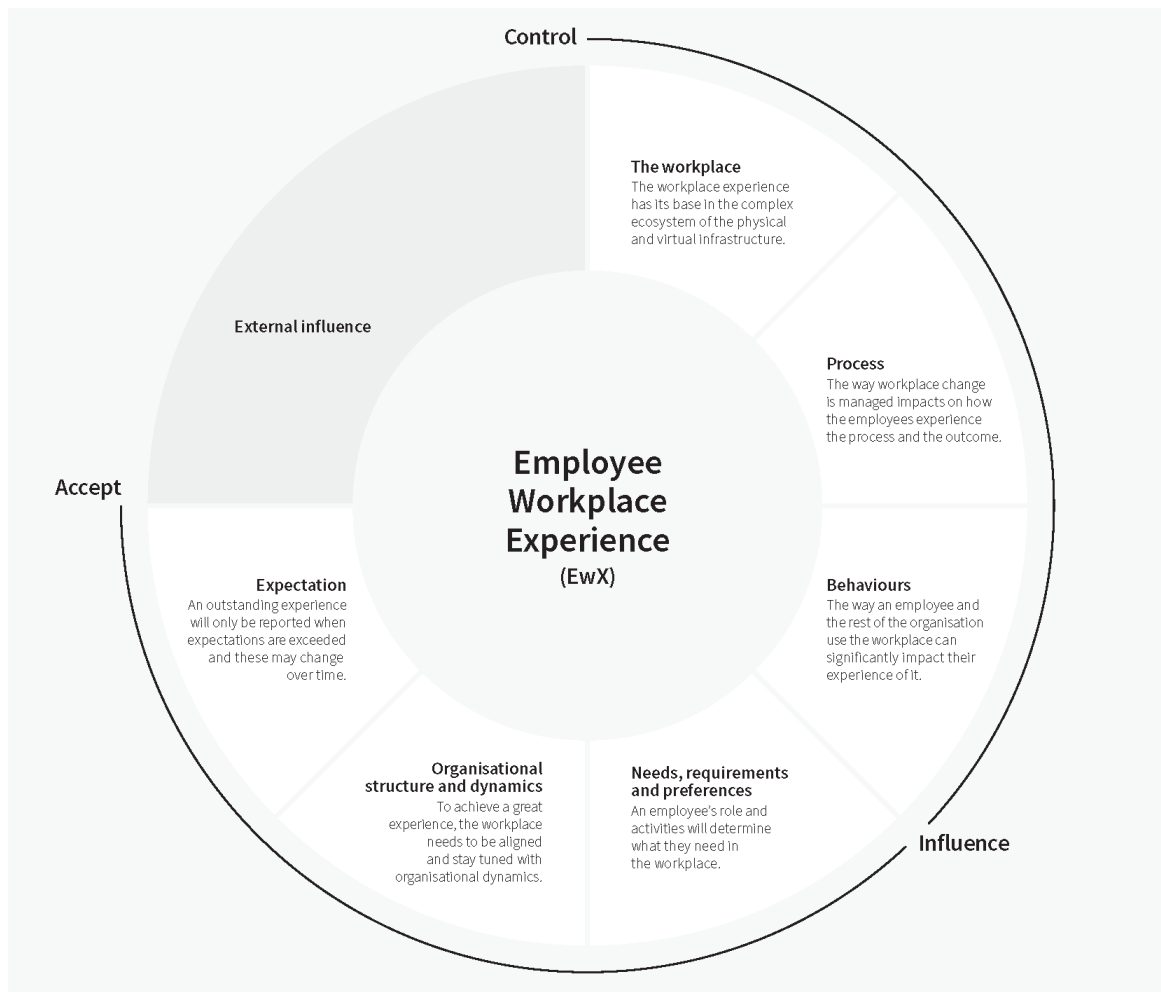 Control
The workplace
The workplace experience
has its base in the complex
ecosystem of the physical
and virtual infrastructure.
External influence
Process
The way workplace change
is managed impacts on how
the employees experience
the process and the outcome.
Employee
Workplace
Experience
(EwX)
Accept
Expectation
An outstanding experience
will only be reported when
expectations are exceeded
and these may change
over time.
Behaviours
The way an employee and
the rest of the organisation
use the workplace can
significantly impact their
experience of it.
Organisational
structure and dynamics
To achieve a great
experience, the workplace
needs to be aligned
and stay tuned with
organisational dynamics.
Needs, requirements
and preferences
An employee's role and
activities will determine
what they need in
the workplace.
Influence